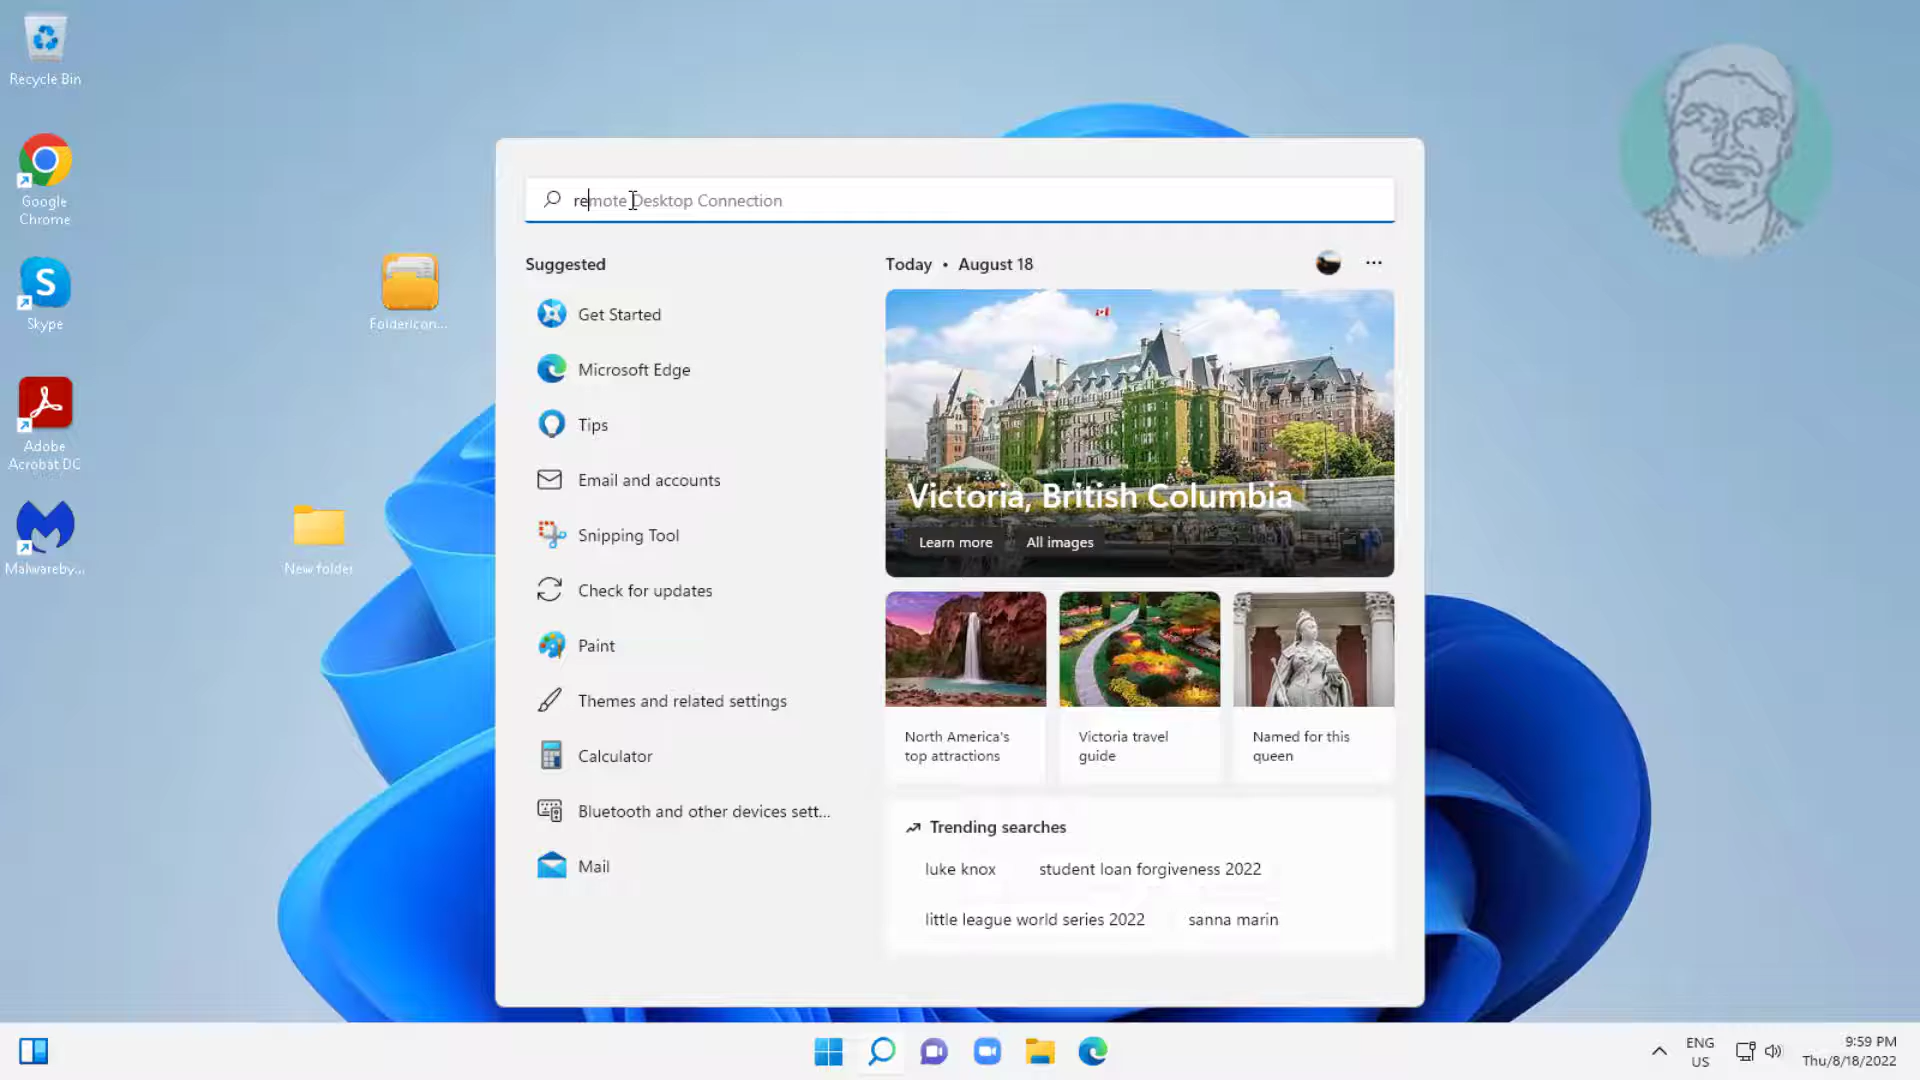 Recycle Bin
Google
Chrome
Skype
Adobe
Acrobat DC
Malwareby...
FolderIcon...
New folder
remote Desktop Connection
Suggested
Get Started
Microsoft Edge
Tips
Email and accounts
Snipping Tool
Check for updates
Paint
Themes and related settings
Calculator
Bluetooth and other devices sett...
Mail
Today • August 18
Victoria, British Columbia
Learn more All images
North America's
top attractions
Victoria travel
guide
Named for this
queen
Trending searches
luke knox student loan forgiveness 2022
little league world series 2022 sanna marin
ENG
US
9:59 PM
Thu/8/18/2022